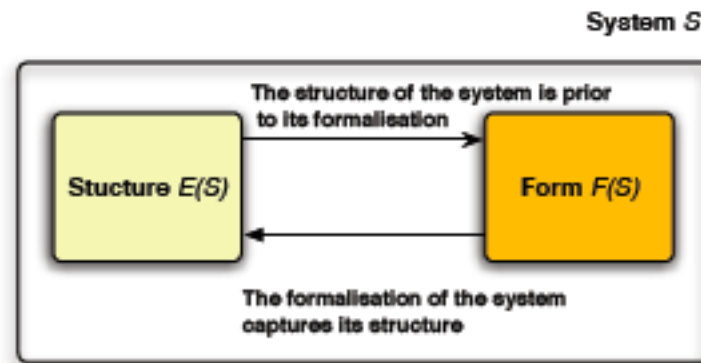 System S
The structure of the system is prior
to its formalisation
Stucture E(S)
Form F(S)
The formalisation of the system
captures its structure